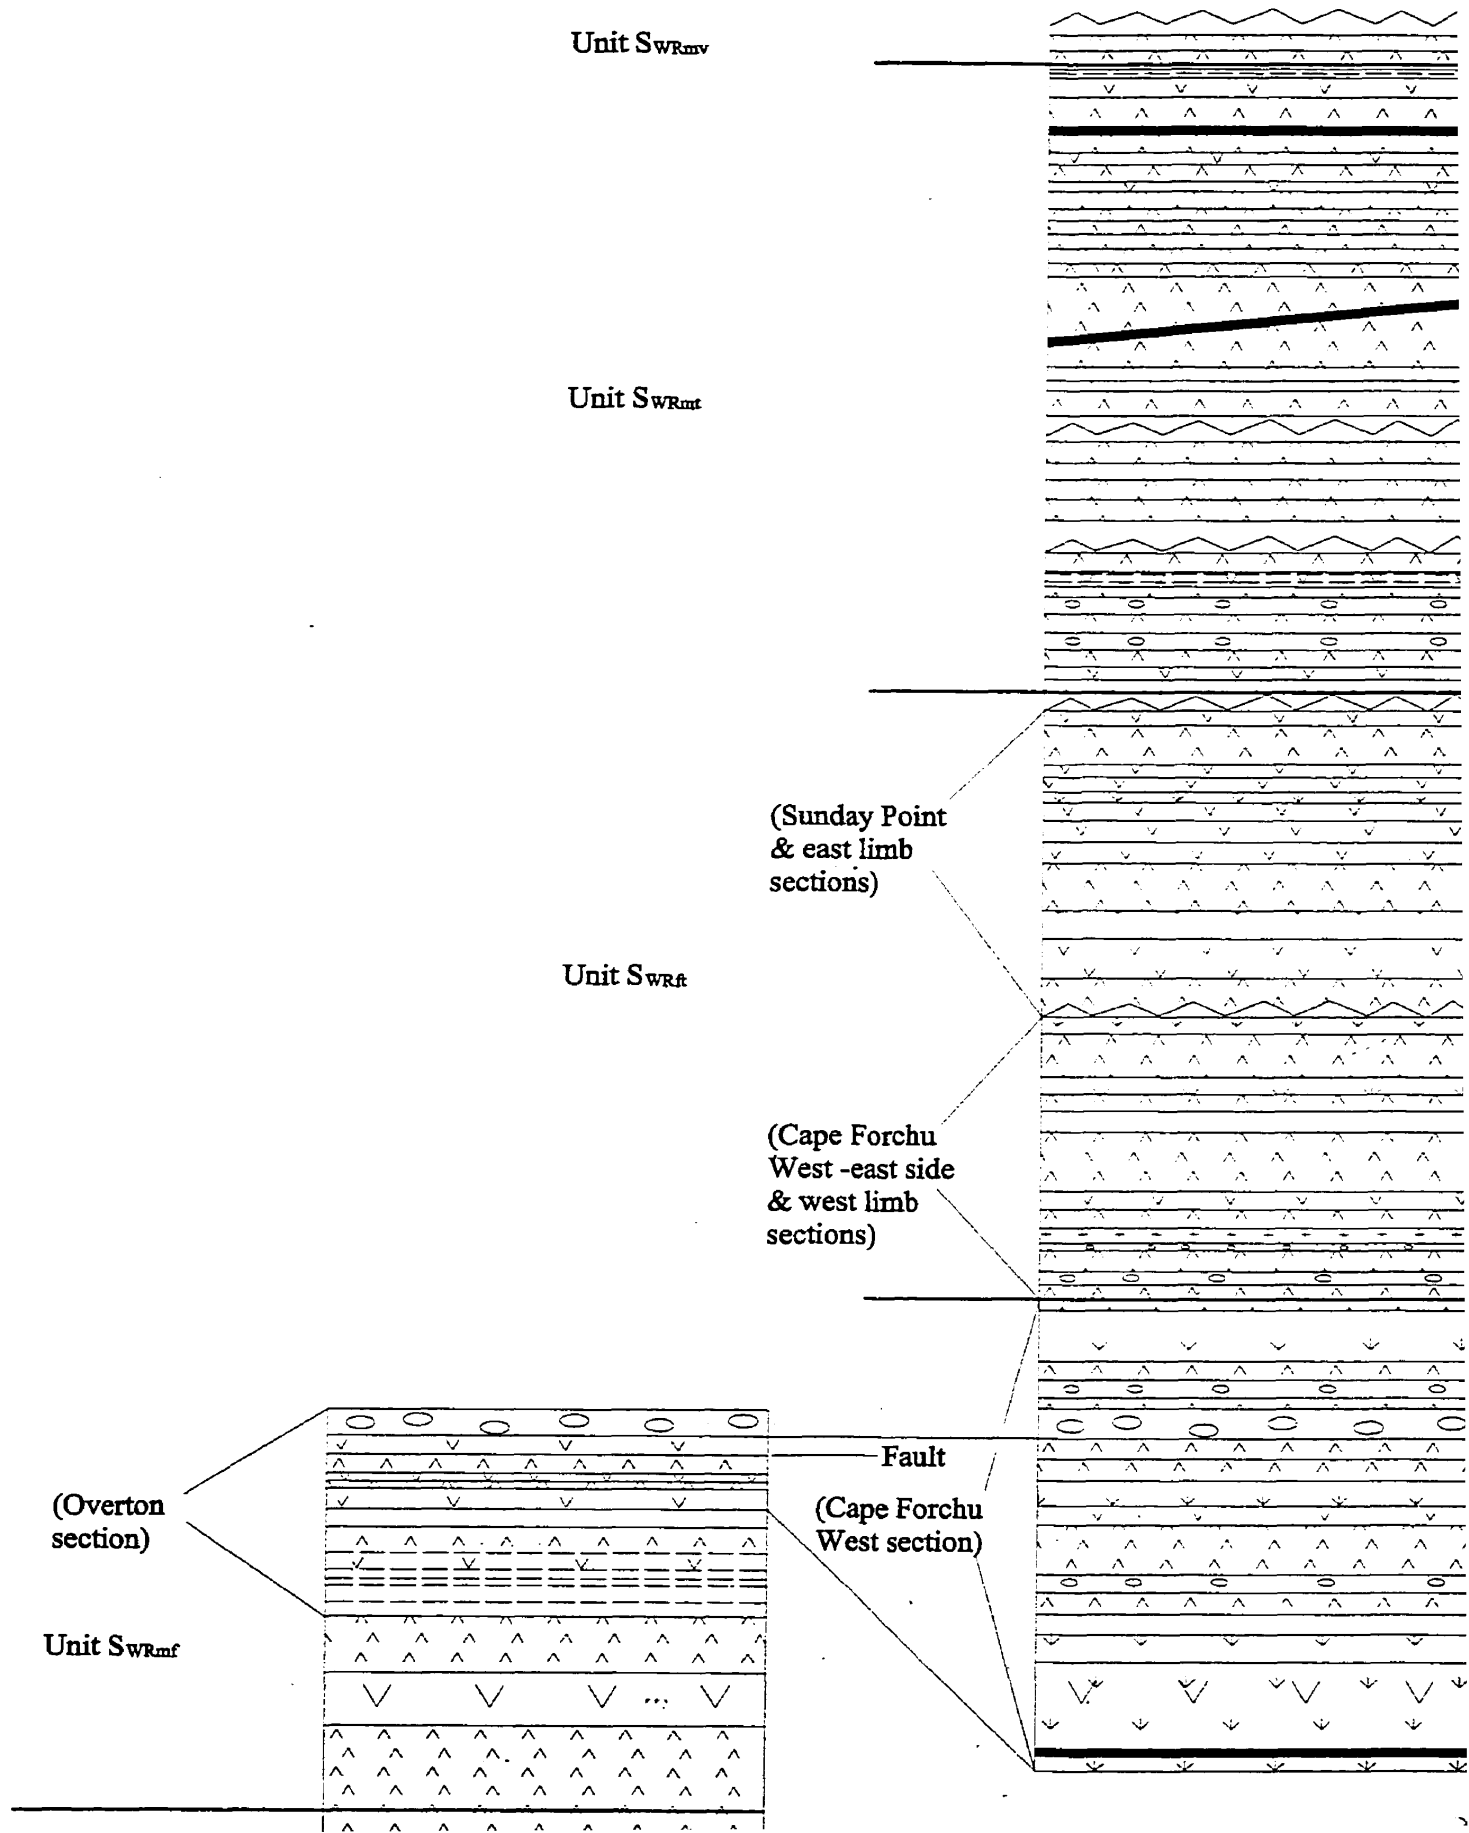 Unit SWRmv
Unit SWRmt
(Sunday Point
& east limb
sections)
Unit SWRft
(Cape Forchu
West -east side
& west limb
sections)
Fault
(Overton
section)
(Cape Forchu
West section)
Unit SWRmf